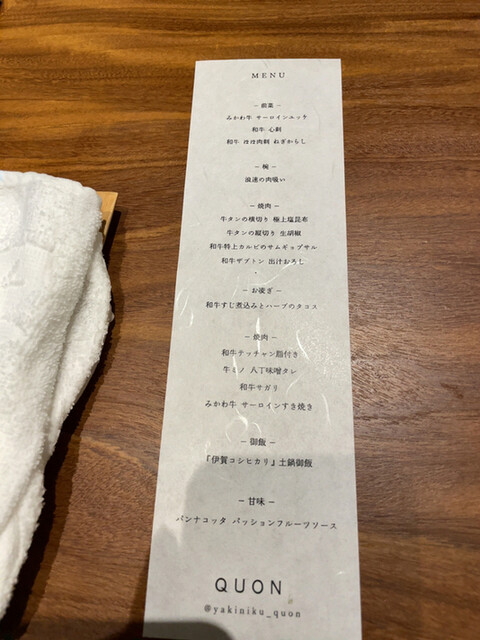 MENU
– 前菜 –
みかわ牛 サーロインユッケ
和牛 心刺
和牛 ほほ肉刺 ねぎからし
– 椀 –
浪速の肉吸い
– 焼肉 –
牛タンの横切り 極上塩昆布
牛タンの縦切り 生胡椒
和牛特上カルビのサムギョプサル
和牛ザブトン 出汁おろし
– お凌ぎ –
和牛すじ煮込みとハーブのタコス
– 焼肉 –
和牛テッチャン脂付き
牛ミノ 八丁味噌タレ
和牛サガリ
みかわ牛 サーロインすき焼き
– 御飯 –
『伊賀コシヒカリ』土鍋御飯
– 甘味 –
パンナコッタ パッションフルーツソース
QUON
@yakiniku_quon